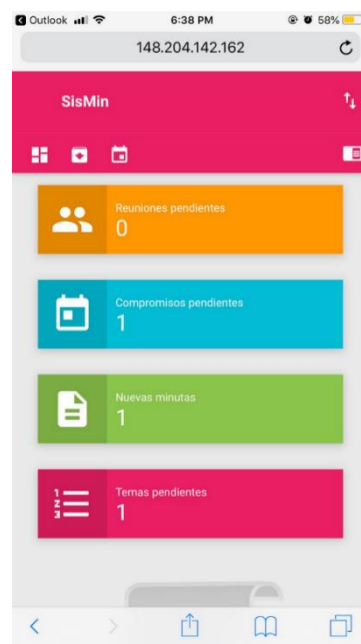 Outlook 6:38 PM 58%
148.204.142.162
SisMin
Reuniones pendientes
0
Compromisos pendientes
1
Nuevas minutas
1
Temas pendientes
1